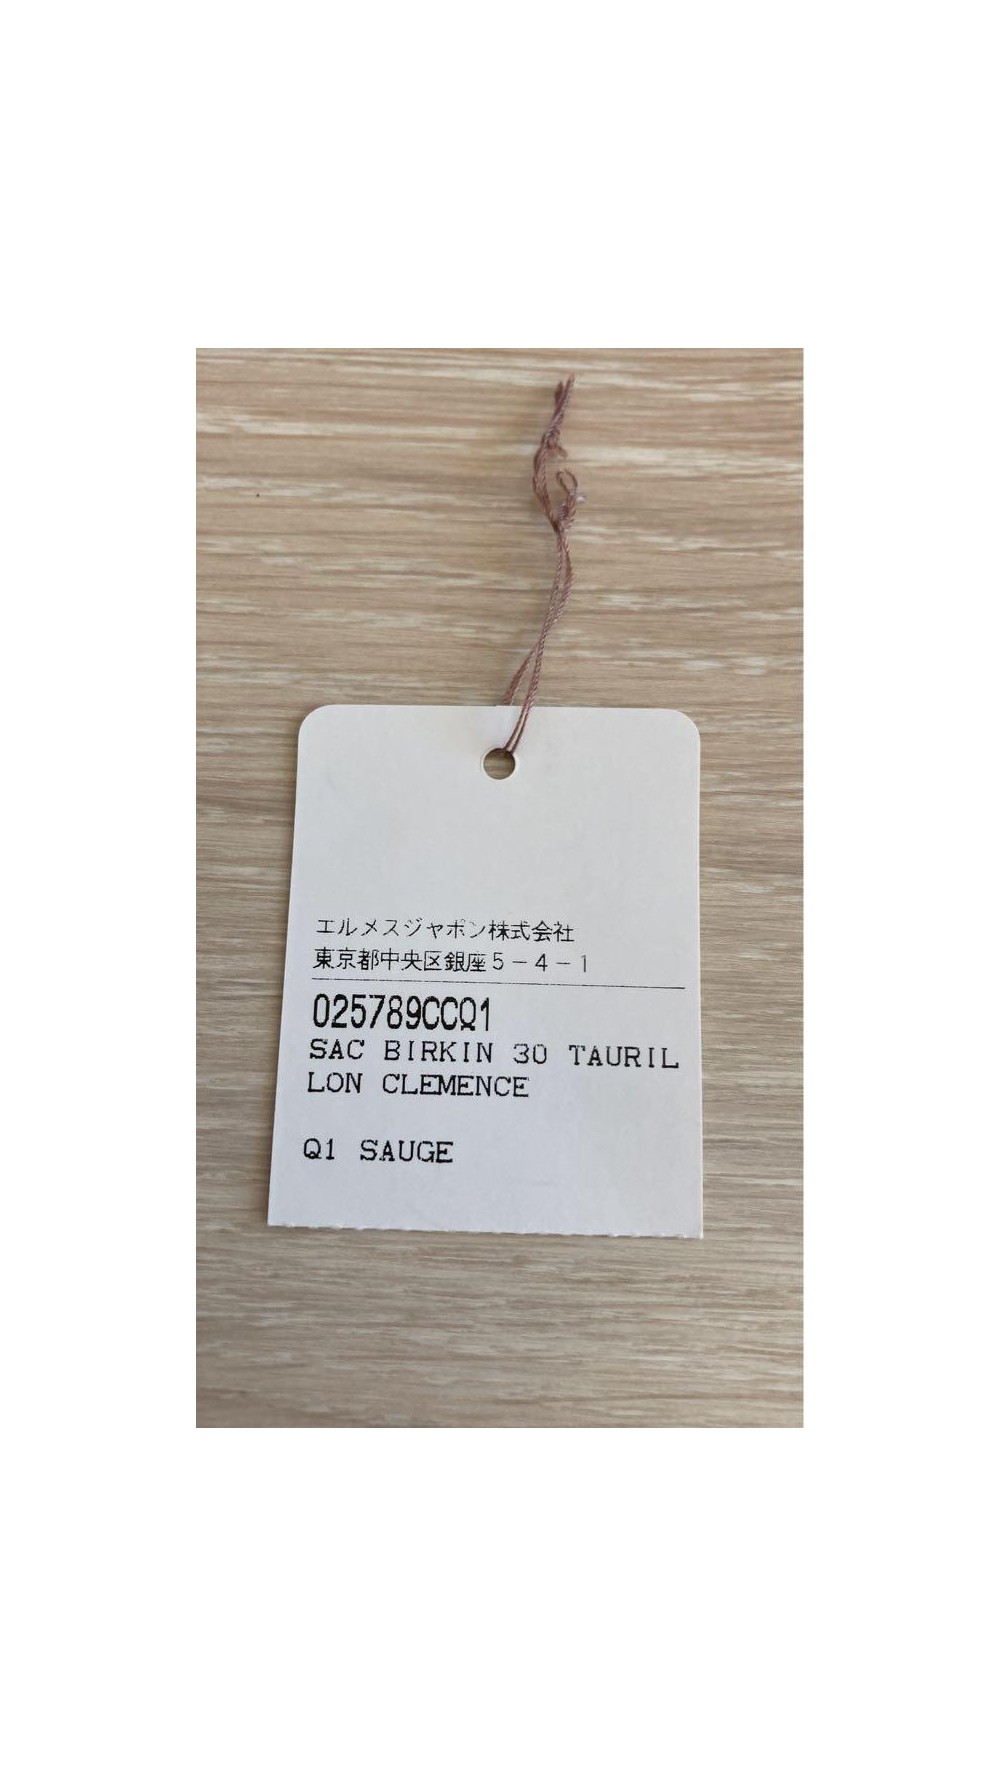 エルメスジャポン株式会社
東京都中央区銀座5-4-1
025789CCQ1
SAC BIRKIN 30 TAURIL
LON CLEMENCE
Q1 SAUGE